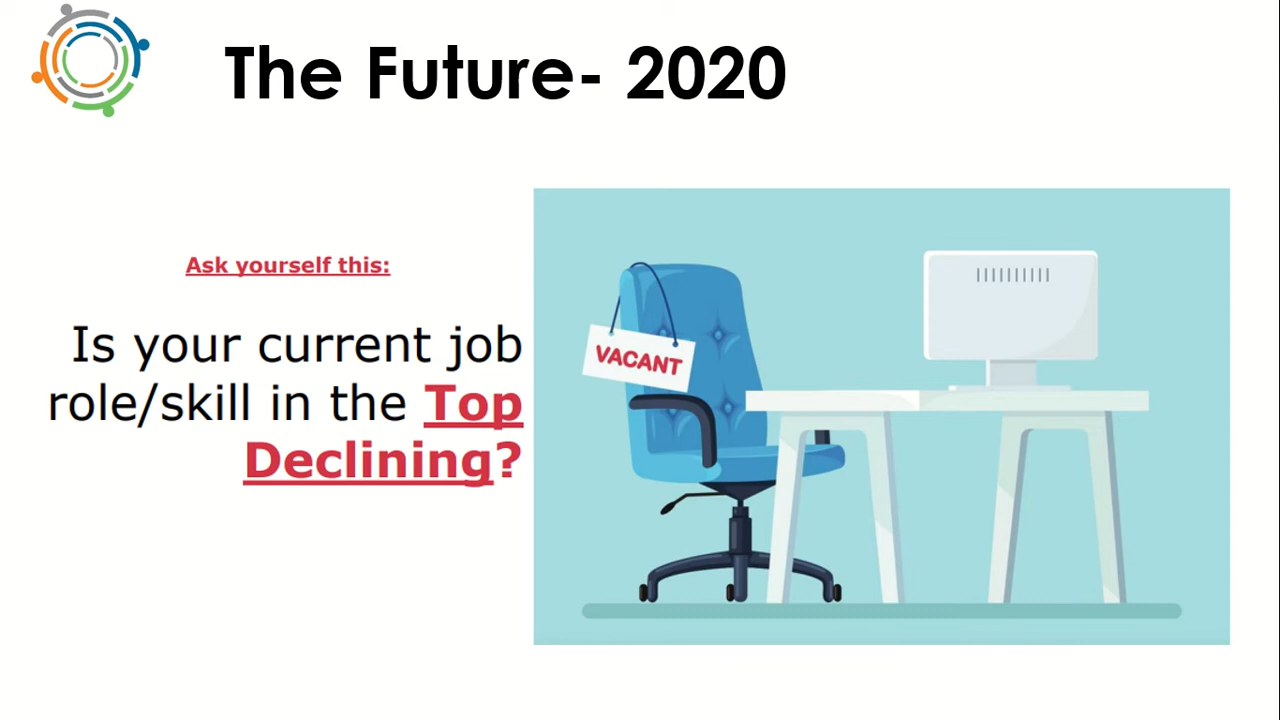 The Future- 2020
Ask yourself this:
Is your current job
role/skill in the Top
Declining?
VACANT